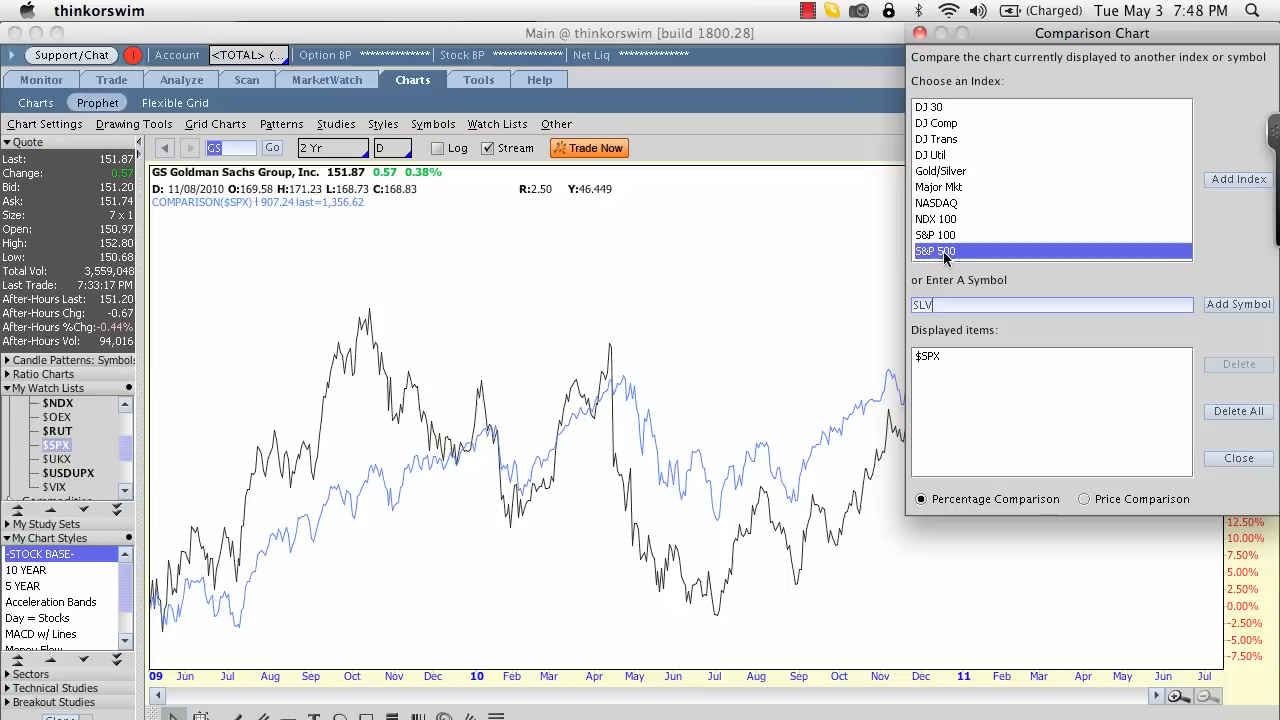 thinkorswim
(Charged)
Tue May 3 7:48 PM
Main @ thinkorswim [build 1800.28]
Support/Chat
Account
<TOTAL> (...
Option BP
**************
Stock BP
**************
Net Liq
**************
Monitor
Trade
Analyze
Scan
MarketWatch
Charts
Tools
Help
Charts
Prophet
Flexible Grid
Chart Settings
Drawing Tools
Grid Charts
Patterns
Studies
Styles
Symbols
Watch Lists
Other
Quote
Last: 151.87
Change: 0.57
Bid: 151.20
Ask: 151.74
Size: 7 x 1
Open: 150.97
High: 152.80
Low: 150.68
Total Vol: 3,559,048
Last: 7:33:17 PM
After-Hours Last: 151.20
After-Hours Chg: -0.67
After-Hours %Chg: -0.44%
After-Hours Vol: 94,016
Candle Patterns: Symbols
Ratio Charts
My Watch Lists
$NDX
$OEX
$RUT
$SPX
$UKX
$USDUPX
$VIX
My Study Sets
My Chart Styles
-STOCK BASE-
10 YEAR
5 YEAR
Acceleration Bands
Day = Stocks
MACD w/ Lines
Sectors
Technical Studies
Breakout Studies
GS
Go
2 Yr
D
Log
Stream
Trade Now
GS Goldman Sachs Group, Inc. 151.87 0.57 0.38%
D: 11/08/2010 O:169.58 H:171.23 L:168.73 C:168.83 R:2.50 Y:46.449
COMPARISON($SPX) ƚ 907.24 last=1,356.62
12.50%
10.00%
7.50%
5.00%
2.50%
0.00%
-2.50%
-5.00%
-7.50%
09 Jun Jul Aug Sep Oct Nov Dec 10 Feb Mar Apr May Jun Jul Aug Sep Oct Nov Dec 11 Feb Mar Apr May Jun Jul
Comparison Chart
Compare the chart currently displayed to another index or symbol
Choose an Index:
DJ 30
DJ Comp
DJ Trans
DJ Util
Gold/Silver
Major Mkt
NASDAQ
NDX 100
S&P 100
S&P 500
Add Index
or Enter A Symbol
SLV
Add Symbol
Displayed items:
$SPX
Delete
Delete All
Close
Percentage Comparison
Price Comparison